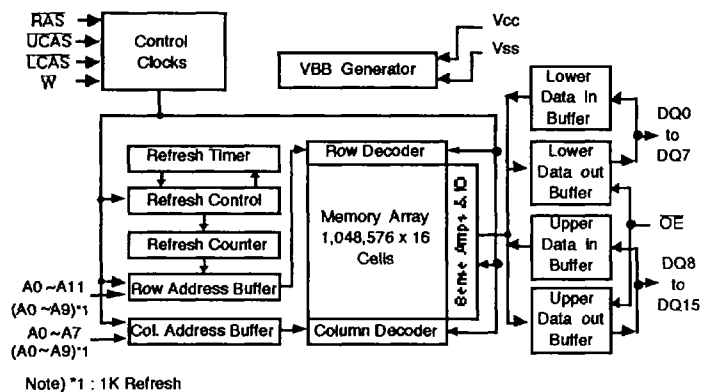 RAS
UCAS
LCAS
W
Control
Clocks
VBB Generator
Vcc
Vss
Lower
Data in
Buffer
DQ0
to
DQ7
Lower
Data out
Buffer
Refresh Timer
Refresh Control
Refresh Counter
Row Address Buffer
Col. Address Buffer
Row Decoder
Memory Array
1,048,576 x 16
Cells
Column Decoder
Sense Amps & IO
OE
Upper
Data in
Buffer
DQ8
to
DQ15
Upper
Data out
Buffer
A0~A11
(A0~A9)*1
A0~A7
(A0~A9)*1
Note) *1 : 1K Refresh